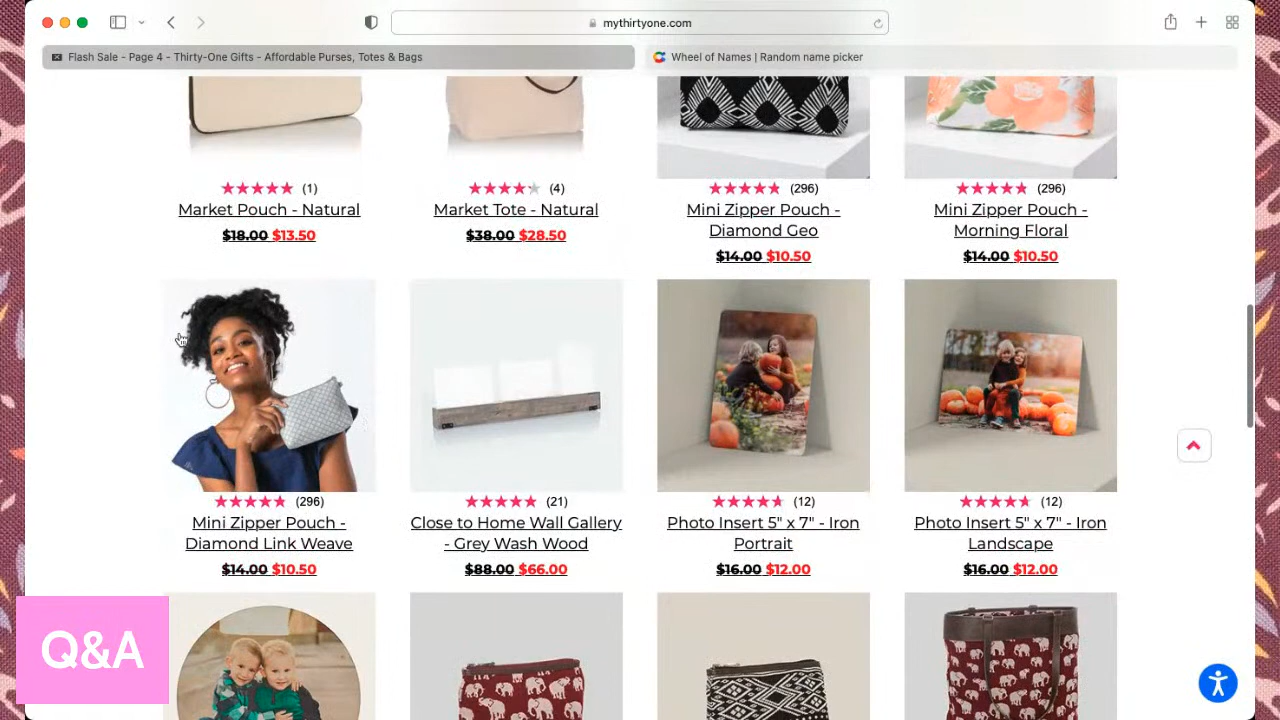 mythirtyone.com
Flash Sale - Page 4 - Thirty-One Gifts - Affordable Purses, Totes & Bags
Wheel of Names | Random name picker
(1)
(4)
(296)
(296)
Market Pouch - Natural
Market Tote - Natural
Mini Zipper Pouch -
Diamond Geo
Mini Zipper Pouch -
Morning Floral
$18.00 $13.50
$38.00 $28.50
$14.00 $10.50
$14.00 $10.50
(296)
(21)
(12)
(12)
Mini Zipper Pouch -
Diamond Link Weave
Close to Home Wall Gallery
- Grey Wash Wood
Photo Insert 5" x 7" - Iron
Portrait
Photo Insert 5" x 7" - Iron
Landscape
$14.00 $10.50
$88.00 $66.00
$16.00 $12.00
$16.00 $12.00
Q&A